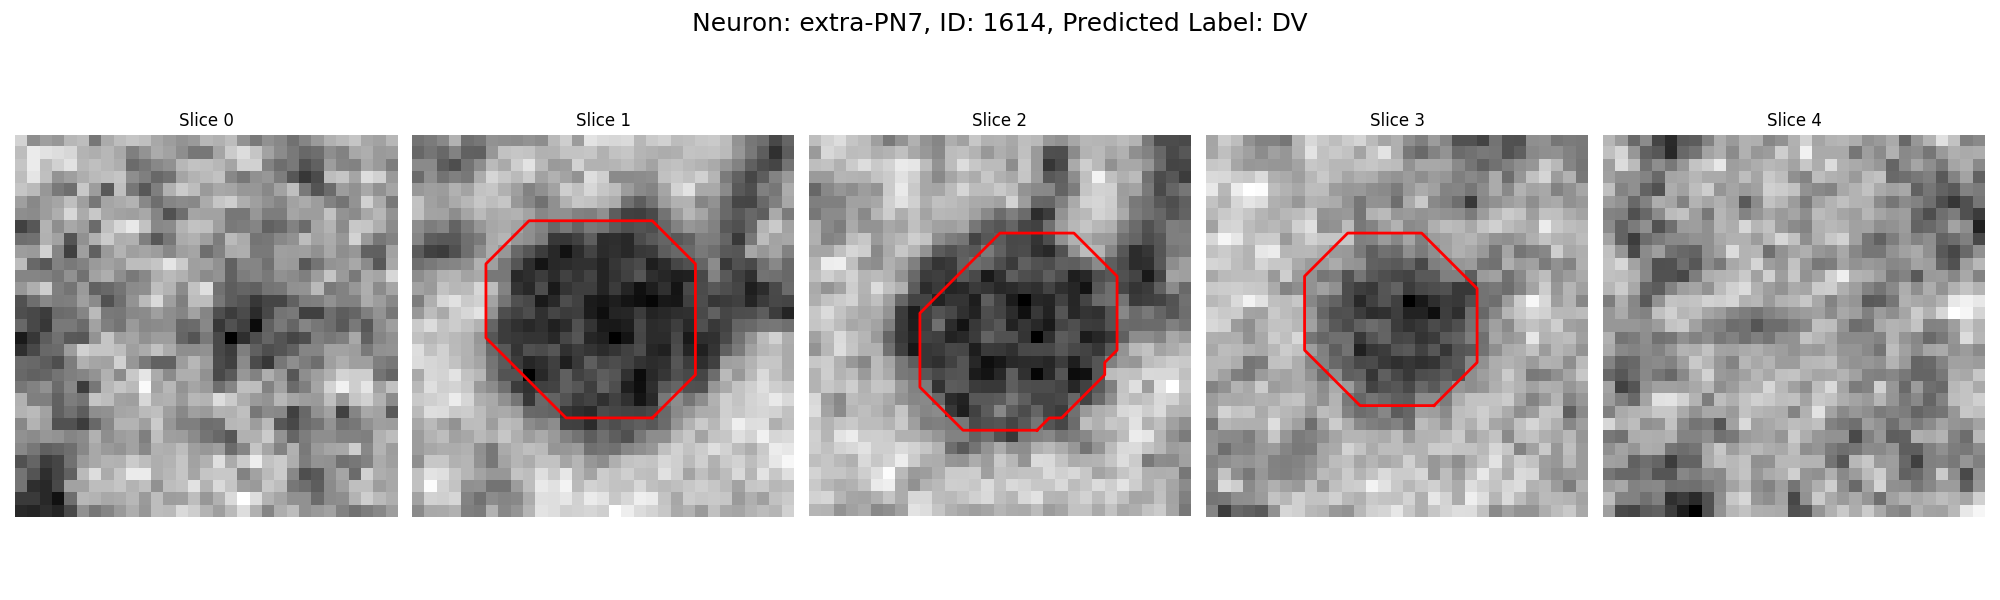 Neuron: extra-PN7, ID: 1614, Predicted Label: DV
Slice 0
Slice 1
Slice 2
Slice 3
Slice 4